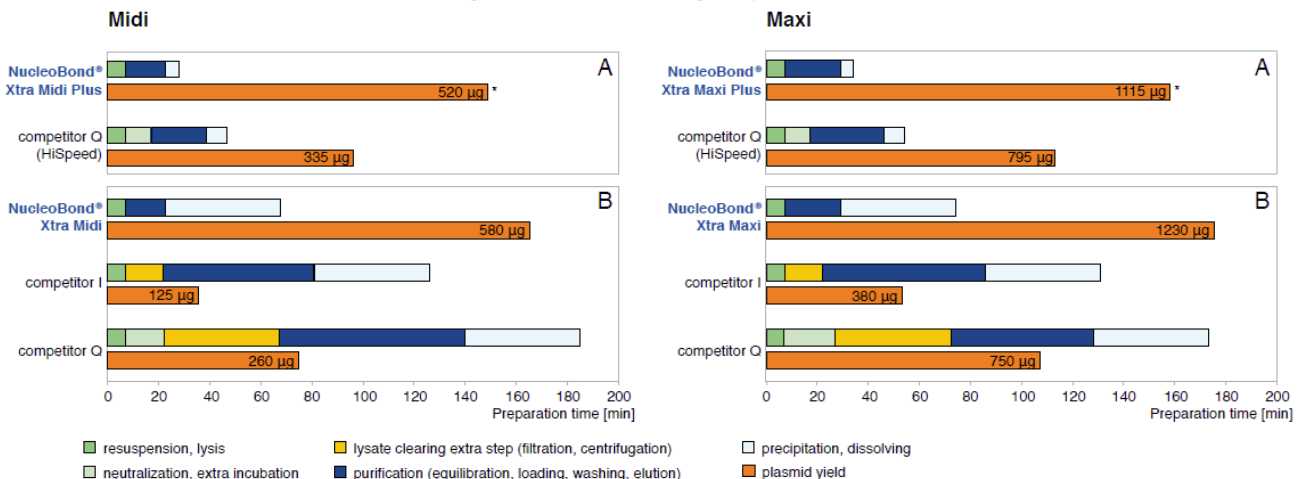 Midi
NucleoBond®
Xtra Midi Plus
A
520 µg *
competitor Q
(HiSpeed)
335 µg
NucleoBond®
Xtra Midi
B
580 µg
competitor I
125 µg
competitor Q
260 µg
0 20 40 60 80 100 120 140 160 180 200
Preparation time [min]
Maxi
NucleoBond®
Xtra Maxi Plus
A
1115 µg *
competitor Q
(HiSpeed)
795 µg
NucleoBond®
Xtra Maxi
B
1230 µg
competitor I
380 µg
competitor Q
750 µg
0 20 40 60 80 100 120 140 160 180 200
Preparation time [min]
resuspension, lysis
neutralization, extra incubation
lysate clearing extra step (filtration, centrifugation)
purification (equilibration, loading, washing, elution)
precipitation, dissolving
plasmid yield